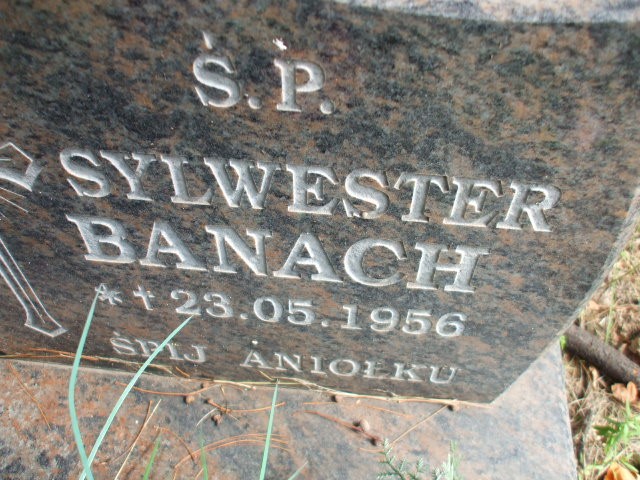 Ś.P.
SYLWESTER
BANACH
* † 23.05.1956
ŚPIJ ANIOŁKU